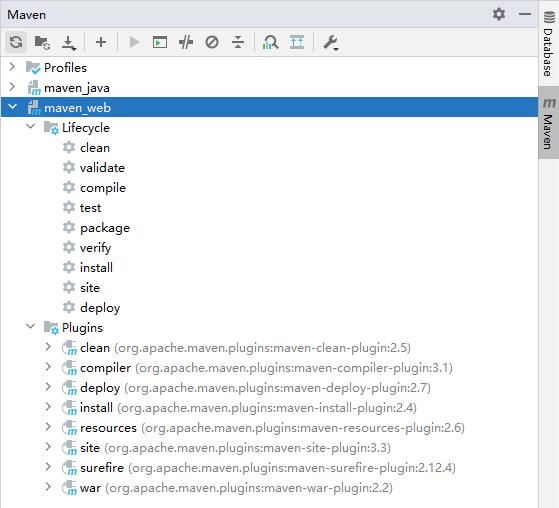 Maven
Profiles
maven_java
maven_web
Lifecycle
clean
validate
compile
test
package
verify
install
site
deploy
Plugins
clean (org.apache.maven.plugins:maven-clean-plugin:2.5)
compiler (org.apache.maven.plugins:maven-compiler-plugin:3.1)
deploy (org.apache.maven.plugins:maven-deploy-plugin:2.7)
install (org.apache.maven.plugins:maven-install-plugin:2.4)
resources (org.apache.maven.plugins:maven-resources-plugin:2.6)
site (org.apache.maven.plugins:maven-site-plugin:3.3)
surefire (org.apache.maven.plugins:maven-surefire-plugin:2.12.4)
war (org.apache.maven.plugins:maven-war-plugin:2.2)
Database
m Maven